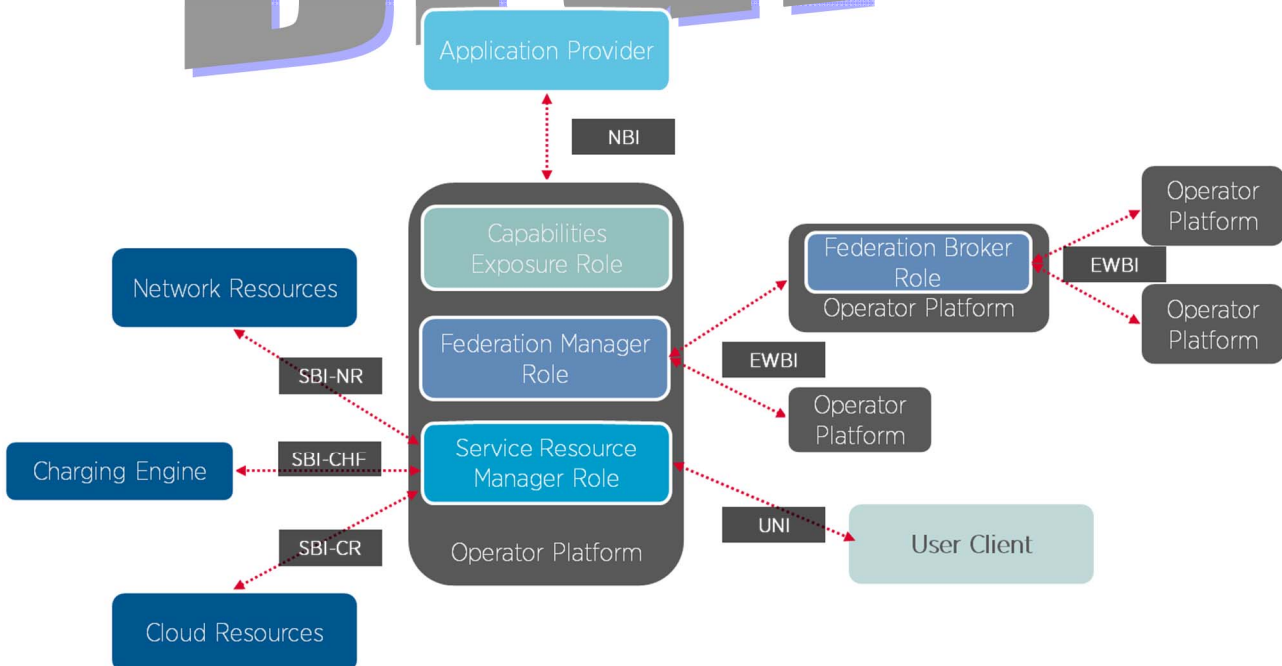 Application Provider
NBI
Capabilities
Exposure Role
Federation Manager
Role
Service Resource
Manager Role
Operator Platform
Network Resources
SBI-NR
Charging Engine
SBI-CHF
SBI-CR
Cloud Resources
EWBI
Federation Broker
Role
Operator Platform
Operator
Platform
EWBI
Operator
Platform
Operator
Platform
UNI
User Client